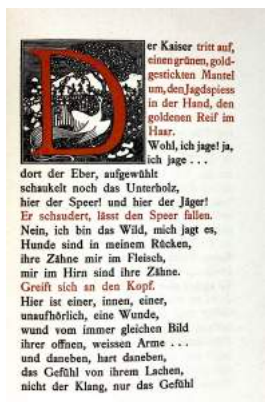 Der Kaiser tritt auf,
einen grünen, gold-
gestickten Mantel
um, den Jagdspiess
in der Hand, den
goldenen Reif im
Haar.
Wohl, ich jage! ja,
ich jage . . .
dort der Eber, aufgewühlt
schaukelt noch das Unterholz,
hier der Speer! und hier der Jäger!
Er schaudert, lässt den Speer fallen.
Nein, ich bin das Wild, mich jagt es,
Hunde sind in meinem Rücken,
ihre Zähne mir im Fleisch,
mir im Hirn sind ihre Zähne.
Greift sich an den Kopf.
Hier ist einer, innen, einer,
unaufhörlich, eine Wunde,
wund vom immer gleichen Bild
ihrer offnen, weissen Arme . . .
und daneben, hart daneben,
das Gefühl von ihrem Lachen,
nicht der Klang, nur das Gefühl